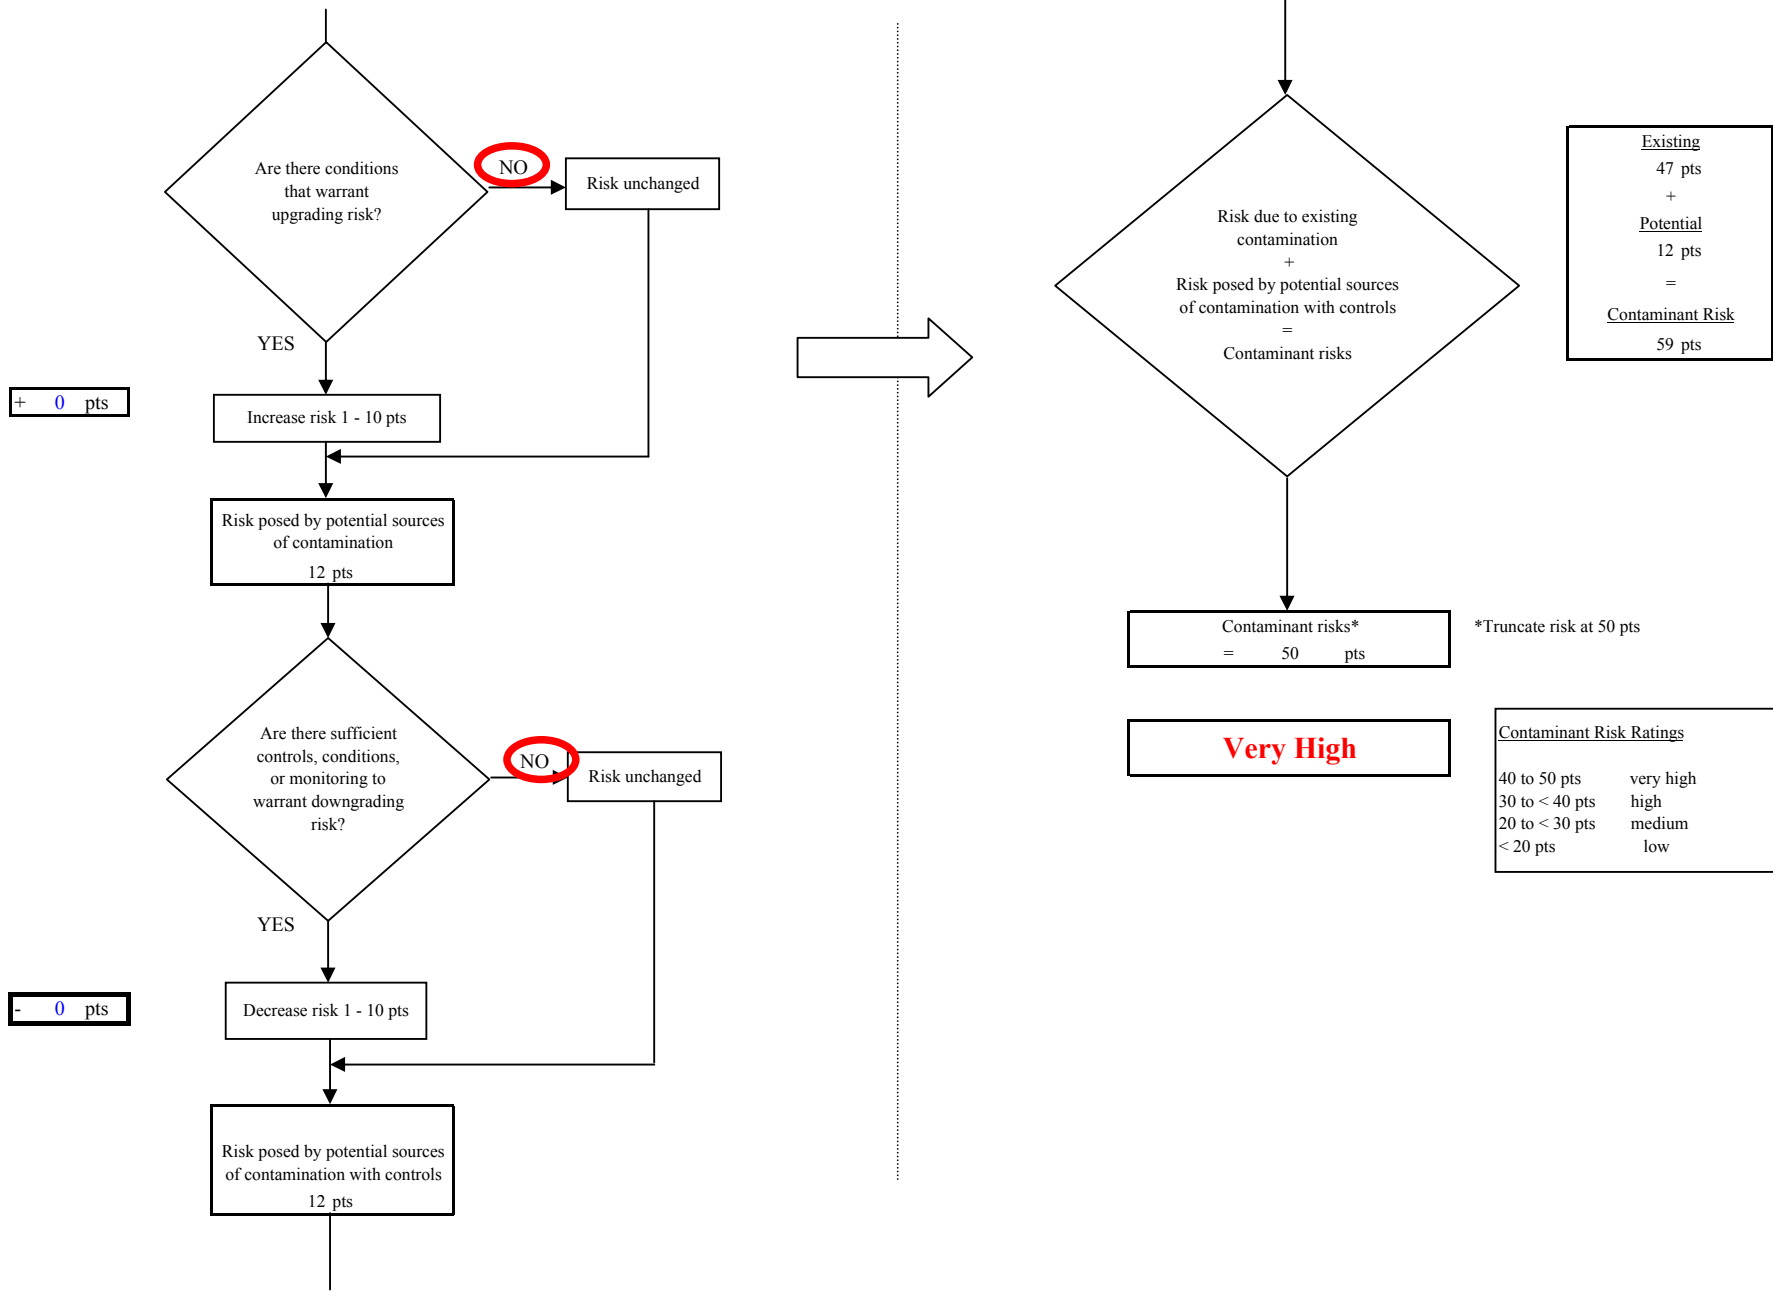 Are there conditions
that warrant
upgrading risk?
NO
Risk unchanged
YES
+ 0 pts
Increase risk 1 - 10 pts
Risk posed by potential sources
of contamination
12 pts
Are there sufficient
controls, conditions,
or monitoring to
warrant downgrading
risk?
NO
Risk unchanged
YES
- 0 pts
Decrease risk 1 - 10 pts
Risk posed by potential sources
of contamination with controls
12 pts
Risk due to existing
contamination
+
Risk posed by potential sources
of contamination with controls
=
Contaminant risks
Existing
47 pts
+
Potential
12 pts
=
Contaminant Risk
59 pts
Contaminant risks*
= 50 pts
*Truncate risk at 50 pts
Very High
Contaminant Risk Ratings
40 to 50 pts very high
30 to < 40 pts high
20 to < 30 pts medium
< 20 pts low